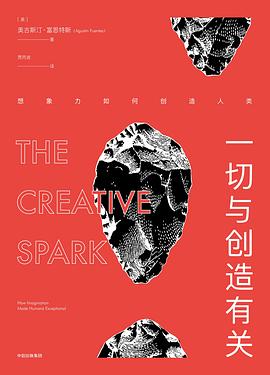 [美]
奥古斯汀·富恩特斯 (Agustín Fuentes)
著
贾丙波
译
想象力如何创造人类
THE
CREATIVE
SPARK
一切与创造有关
How Imagination
Made Humans Exceptional
中信出版集团